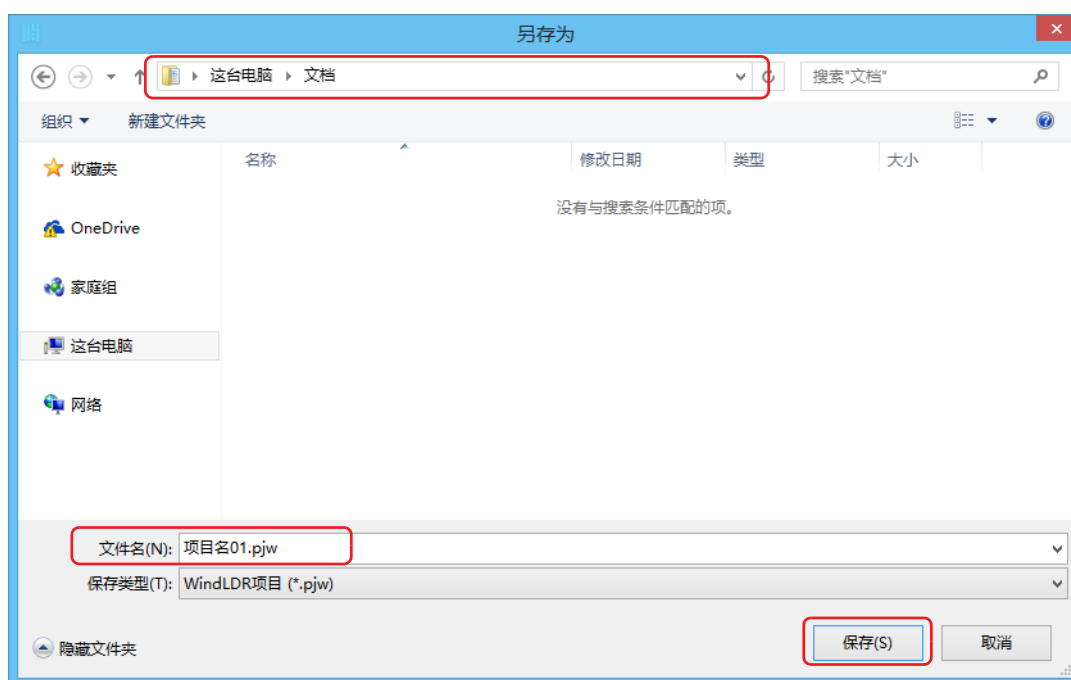 另存为
这台电脑 文档
搜索"文档"
组织 新建文件夹
名称 修改日期 类型 大小
收藏夹
没有与搜索条件匹配的项。
OneDrive
家庭组
这台电脑
网络
文件名(N): 项目名01.pjw
保存类型(T): WindLDR项目 (*.pjw)
隐藏文件夹 保存(S) 取消